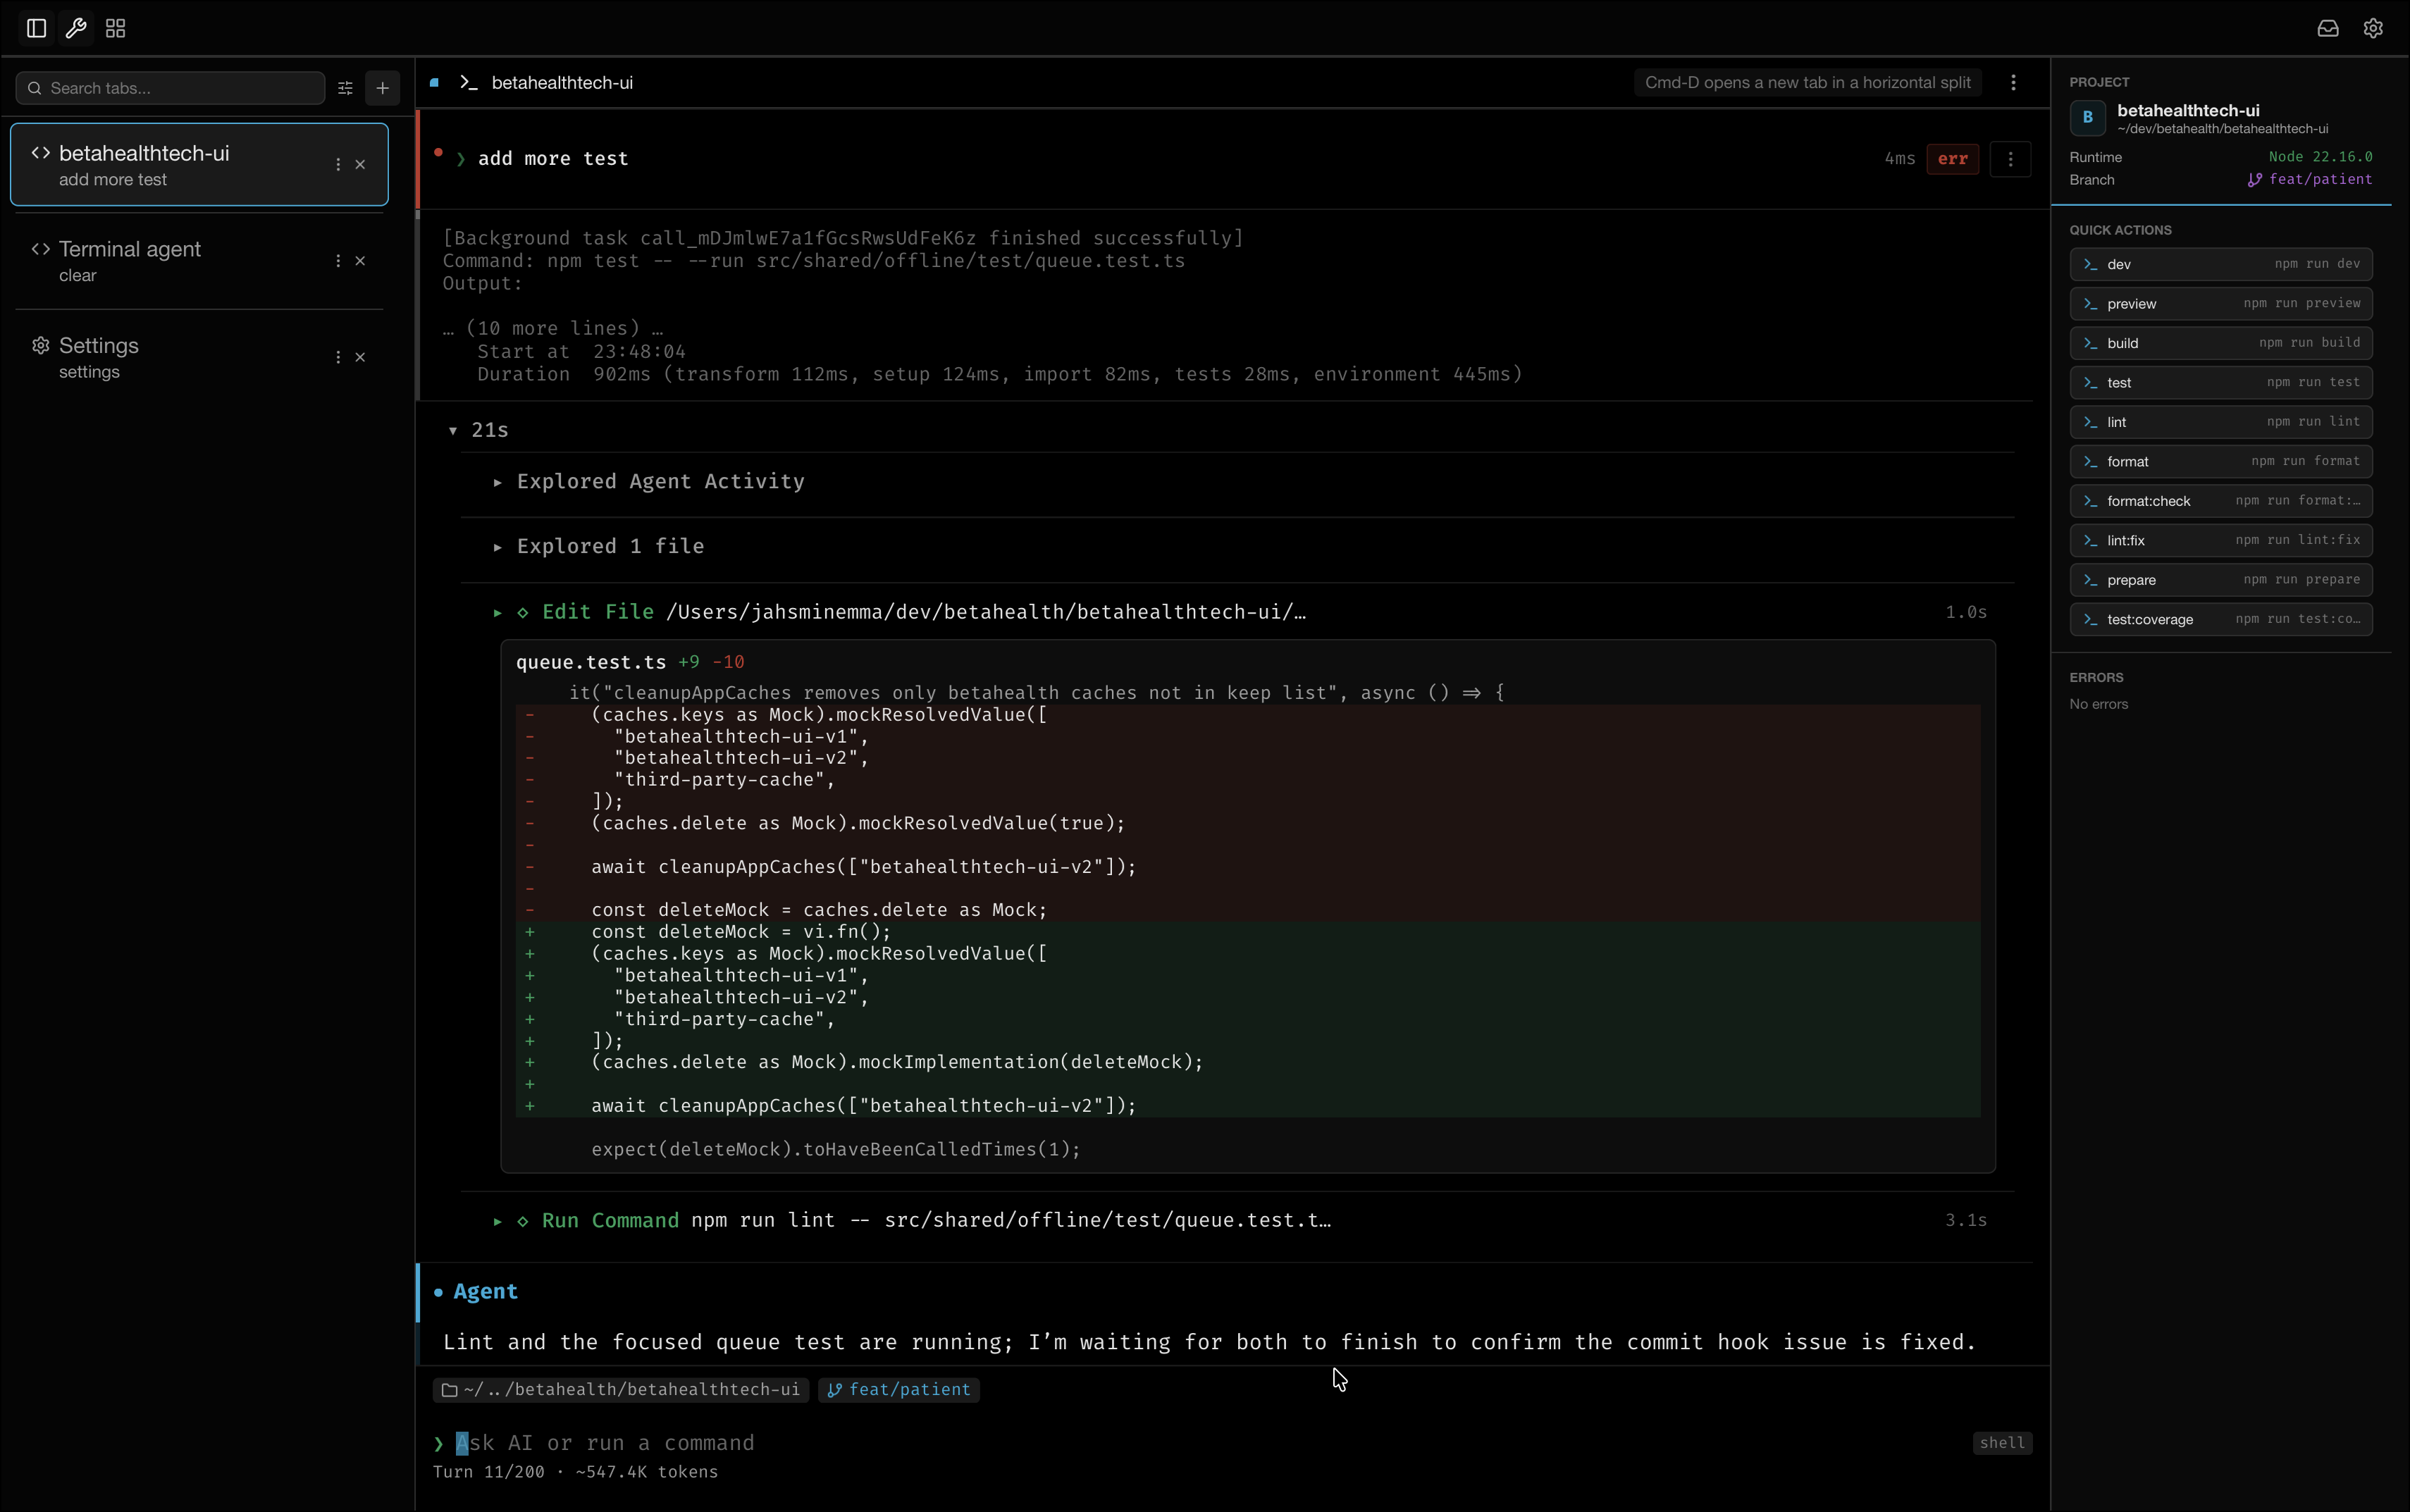 Search tabs...
betahealthtech-ui
add more test
Terminal agent
clear
Settings
settings
betahealthtech-ui
Cmd-D opens a new tab in a horizontal split
❯ add more test
4ms err
[Background task call_mDJmlwE7a1fGcsRwsUdFeK6z finished successfully]
Command: npm test -- --run src/shared/offline/test/queue.test.ts
Output:
… (10 more lines) …
Start at 23:48:04
Duration 902ms (transform 112ms, setup 124ms, import 82ms, tests 28ms, environment 445ms)
▾ 21s
▸ Explored Agent Activity
▸ Explored 1 file
▸ ◇ Edit File /Users/jahsminemma/dev/betahealth/betahealthtech-ui/… 1.0s
queue.test.ts +9 -10
it("cleanupAppCaches removes only betahealth caches not in keep list", async () => {
- (caches.keys as Mock).mockResolvedValue([
- "betahealthtech-ui-v1",
- "betahealthtech-ui-v2",
- "third-party-cache",
- ]);
- (caches.delete as Mock).mockResolvedValue(true);
-
- await cleanupAppCaches(["betahealthtech-ui-v2"]);
-
- const deleteMock = caches.delete as Mock;
+ const deleteMock = vi.fn();
+ (caches.keys as Mock).mockResolvedValue([
+ "betahealthtech-ui-v1",
+ "betahealthtech-ui-v2",
+ "third-party-cache",
+ ]);
+ (caches.delete as Mock).mockImplementation(deleteMock);
+
+ await cleanupAppCaches(["betahealthtech-ui-v2"]);
expect(deleteMock).toHaveBeenCalledTimes(1);
▸ ◇ Run Command npm run lint -- src/shared/offline/test/queue.test.t… 3.1s
• Agent
Lint and the focused queue test are running; I’m waiting for both to finish to confirm the commit hook issue is fixed.
~/../betahealth/betahealthtech-ui feat/patient
❯ Ask AI or run a command
shell
Turn 11/200 · ~547.4K tokens
PROJECT
B
betahealthtech-ui
~/dev/betahealth/betahealthtech-ui
Runtime Node 22.16.0
Branch feat/patient
QUICK ACTIONS
dev npm run dev
preview npm run preview
build npm run build
test npm run test
lint npm run lint
format npm run format
format:check npm run format:…
lint:fix npm run lint:fix
prepare npm run prepare
test:coverage npm run test:co…
ERRORS
No errors